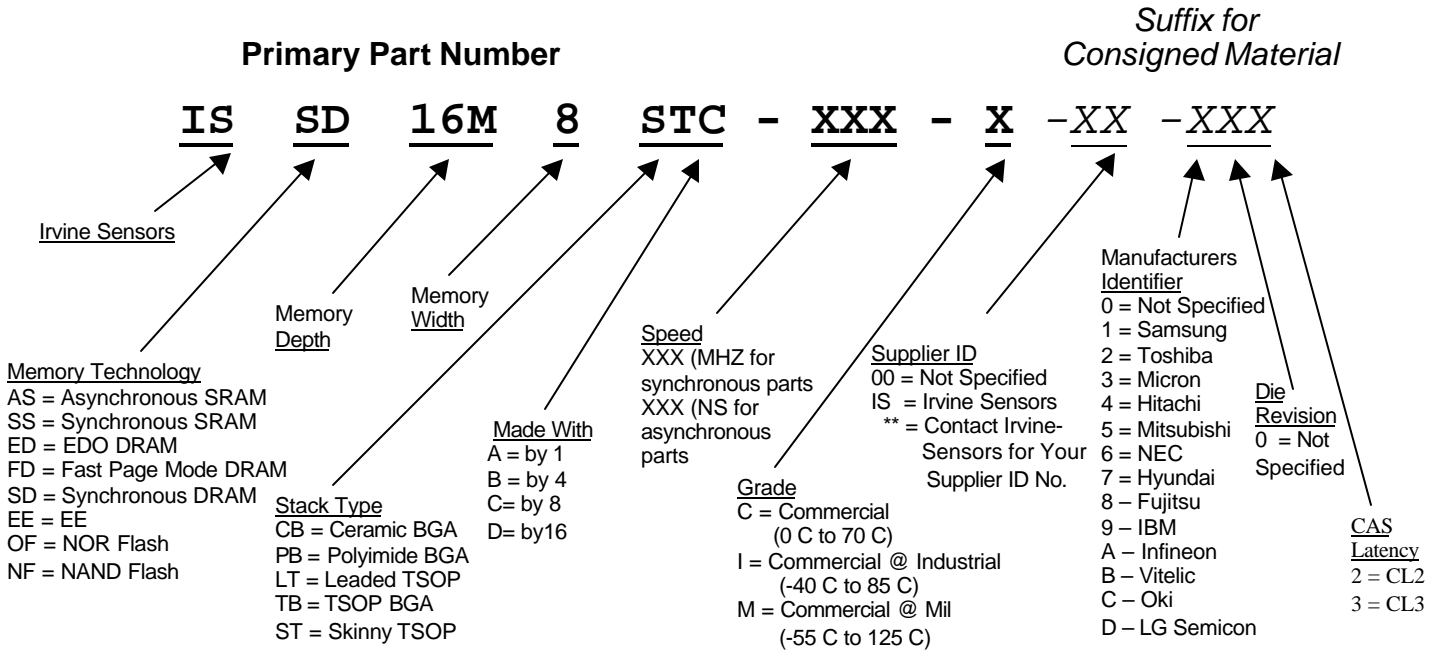 Primary Part Number
Suffix for
Consigned Material
IS SD 16M 8 STC - XXX - X -XX -XXX
Irvine Sensors
Memory Technology
AS = Asynchronous SRAM
SS = Synchronous SRAM
ED = EDO DRAM
FD = Fast Page Mode DRAM
SD = Synchronous DRAM
EE = EE
OF = NOR Flash
NF = NAND Flash
Memory
Depth
Memory
Width
Stack Type
CB = Ceramic BGA
PB = Polyimide BGA
LT = Leaded TSOP
TB = TSOP BGA
ST = Skinny TSOP
Made With
A = by 1
B = by 4
C= by 8
D= by16
Speed
XXX (MHZ for
synchronous parts
XXX (NS for
asynchronous
parts
Grade
C = Commercial
(0 C to 70 C)
I = Commercial @ Industrial
(-40 C to 85 C)
M = Commercial @ Mil
(-55 C to 125 C)
Supplier ID
00 = Not Specified
IS = Irvine Sensors
** = Contact Irvine-
Sensors for Your
Supplier ID No.
Manufacturers
Identifier
0 = Not Specified
1 = Samsung
2 = Toshiba
3 = Micron
4 = Hitachi
5 = Mitsubishi
6 = NEC
7 = Hyundai
8 – Fujitsu
9 – IBM
A – Infineon
B – Vitelic
C – Oki
D – LG Semicon
Die
Revision
0 = Not
Specified
CAS
Latency
2 = CL2
3 = CL3